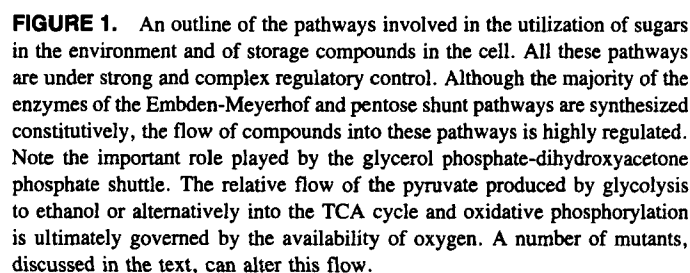 FIGURE 1. An outline of the pathways involved in the utilization of sugars
in the environment and of storage compounds in the cell. All these pathways
are under strong and complex regulatory control. Although the majority of the
enzymes of the Embden-Meyerhof and pentose shunt pathways are synthesized
constitutively, the flow of compounds into these pathways is highly regulated.
Note the important role played by the glycerol phosphate-dihydroxyacetone
phosphate shuttle. The relative flow of the pyruvate produced by glycolysis
to ethanol or alternatively into the TCA cycle and oxidative phosphorylation
is ultimately governed by the availability of oxygen. A number of mutants,
discussed in the text, can alter this flow.